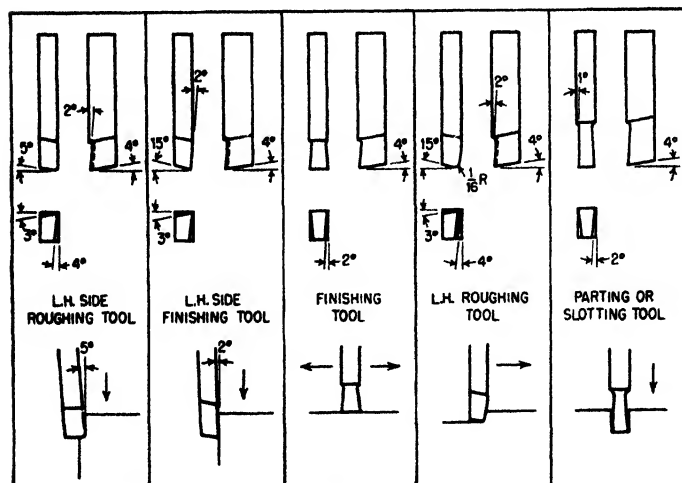 2°
5°
4°
3°
4°
L.H. SIDE
ROUGHING TOOL
5°
2°
15°
4°
3°
L.H. SIDE
FINISHING TOOL
2°
4°
2°
FINISHING
TOOL
2°
15°
4°
1/16 R
3°
4°
L.H. ROUGHING
TOOL
1°
4°
2°
PARTING OR
SLOTTING TOOL